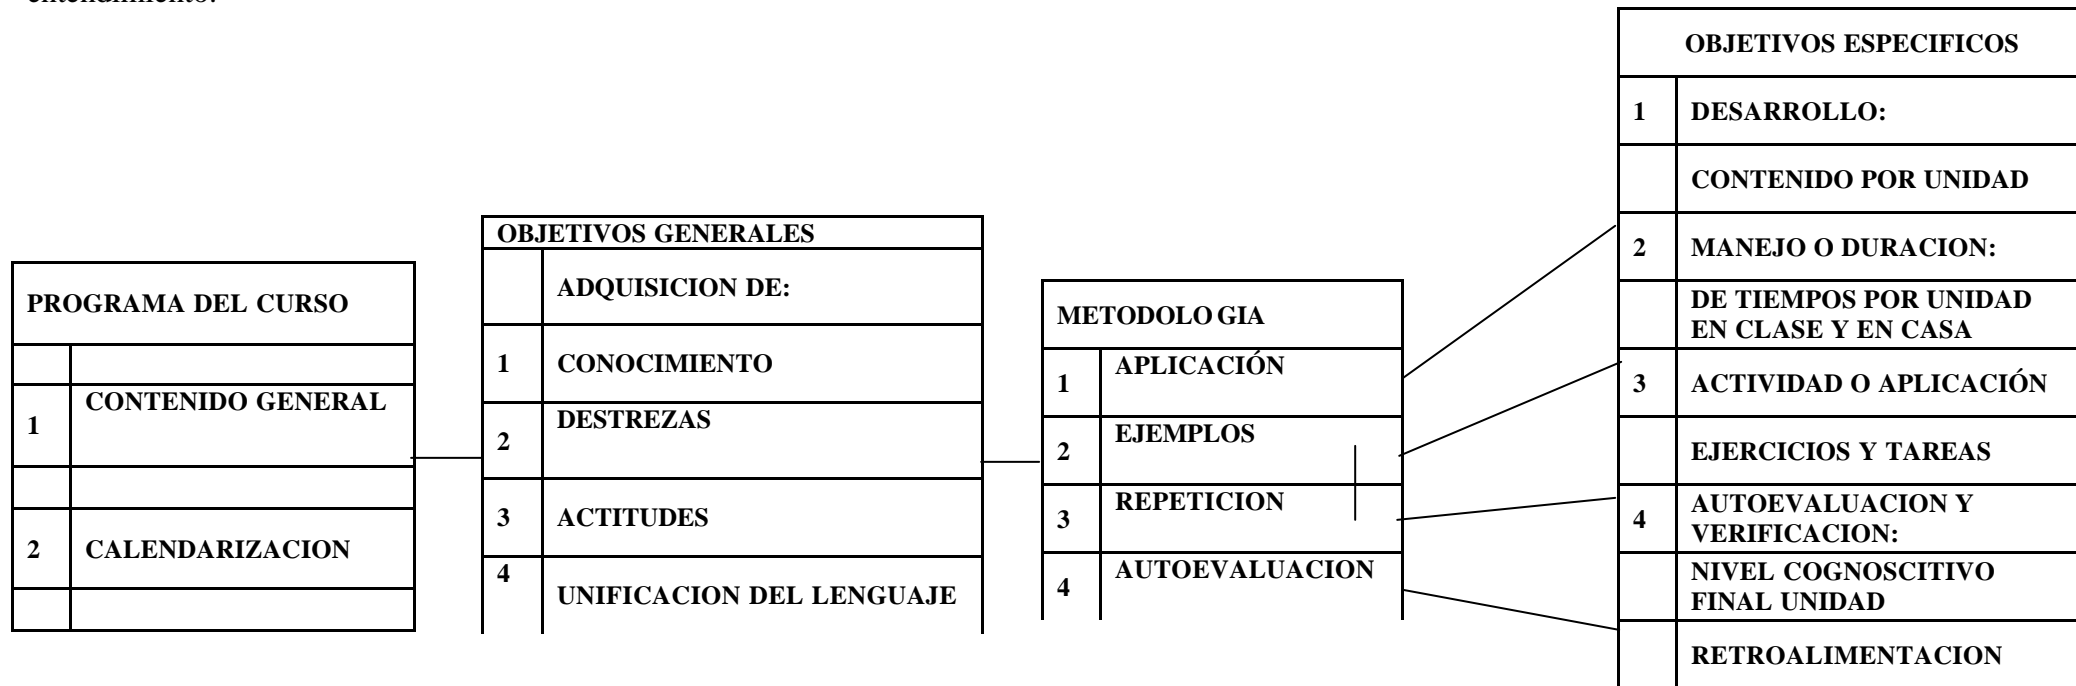 entendimiento.
PROGRAMA DEL CURSO
1 CONTENIDO GENERAL
2 CALENDARIZACION
OBJETIVOS GENERALES
ADQUISICION DE:
1 CONOCIMIENTO
2 DESTREZAS
3 ACTITUDES
4 UNIFICACION DEL LENGUAJE
METODOLO GIA
1 APLICACIÓN
2 EJEMPLOS
3 REPETICION
4 AUTOEVALUACION
OBJETIVOS ESPECIFICOS
1 DESARROLLO:
CONTENIDO POR UNIDAD
2 MANEJO O DURACION:
DE TIEMPOS POR UNIDAD
EN CLASE Y EN CASA
3 ACTIVIDAD O APLICACIÓN
EJERCICIOS Y TAREAS
4 AUTOEVALUACION Y
VERIFICACION:
NIVEL COGNOSCITIVO
FINAL UNIDAD
RETROALIMENTACION